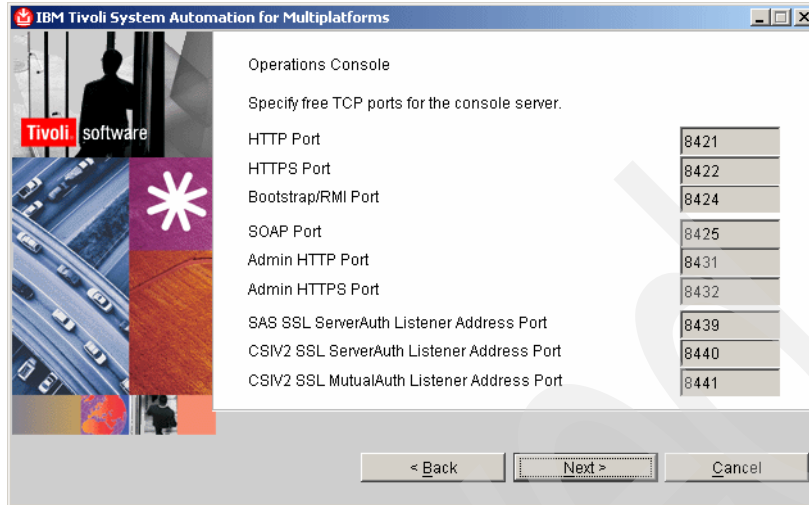 IBM Tivoli System Automation for Multiplatforms
Tivoli. software
Operations Console
Specify free TCP ports for the console server.
HTTP Port 8421
HTTPS Port 8422
Bootstrap/RMI Port 8424
SOAP Port 8425
Admin HTTP Port 8431
Admin HTTPS Port 8432
SAS SSL ServerAuth Listener Address Port 8439
CSIV2 SSL ServerAuth Listener Address Port 8440
CSIV2 SSL MutualAuth Listener Address Port 8441
< Back Next > Cancel